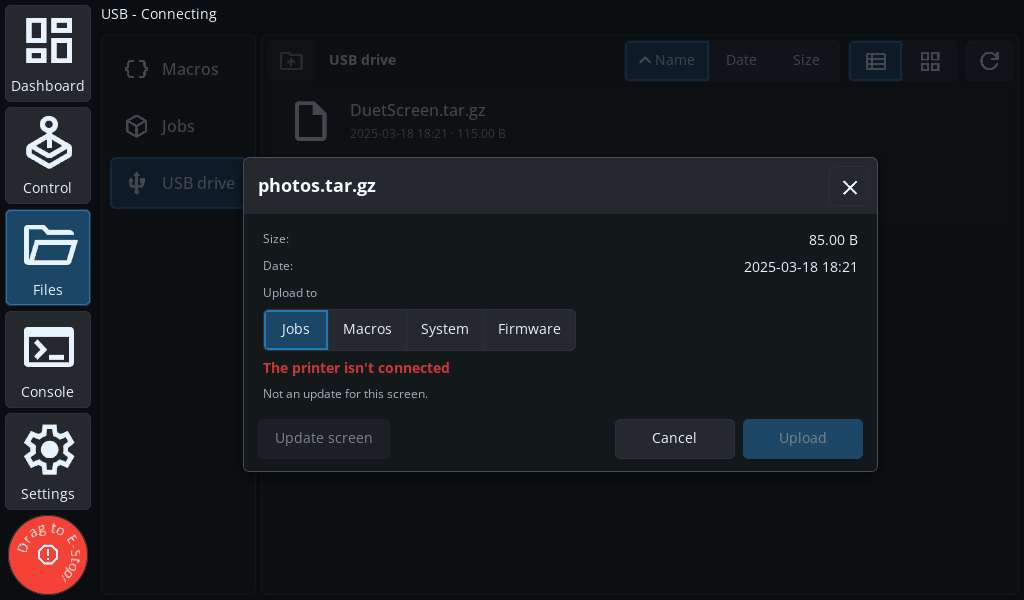 USB - Connecting
Dashboard
Control
Files
Console
Settings
Drag to E-Stop!
Macros
Jobs
USB drive
USB drive
Name
Date
Size
DuetScreen.tar.gz
2025-03-18 18:21 · 115.00 B
photos.tar.gz
Size:
85.00 B
Date:
2025-03-18 18:21
Upload to
Jobs
Macros
System
Firmware
The printer isn't connected
Not an update for this screen.
Update screen
Cancel
Upload